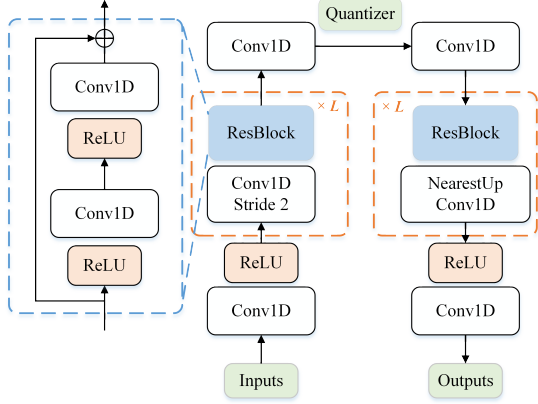 Quantizer
Conv1D
ReLU
Conv1D
ReLU
Conv1D
× L
ResBlock
Conv1D
Stride 2
ReLU
Conv1D
Inputs
Conv1D
× L
ResBlock
NearestUp
Conv1D
ReLU
Conv1D
Outputs